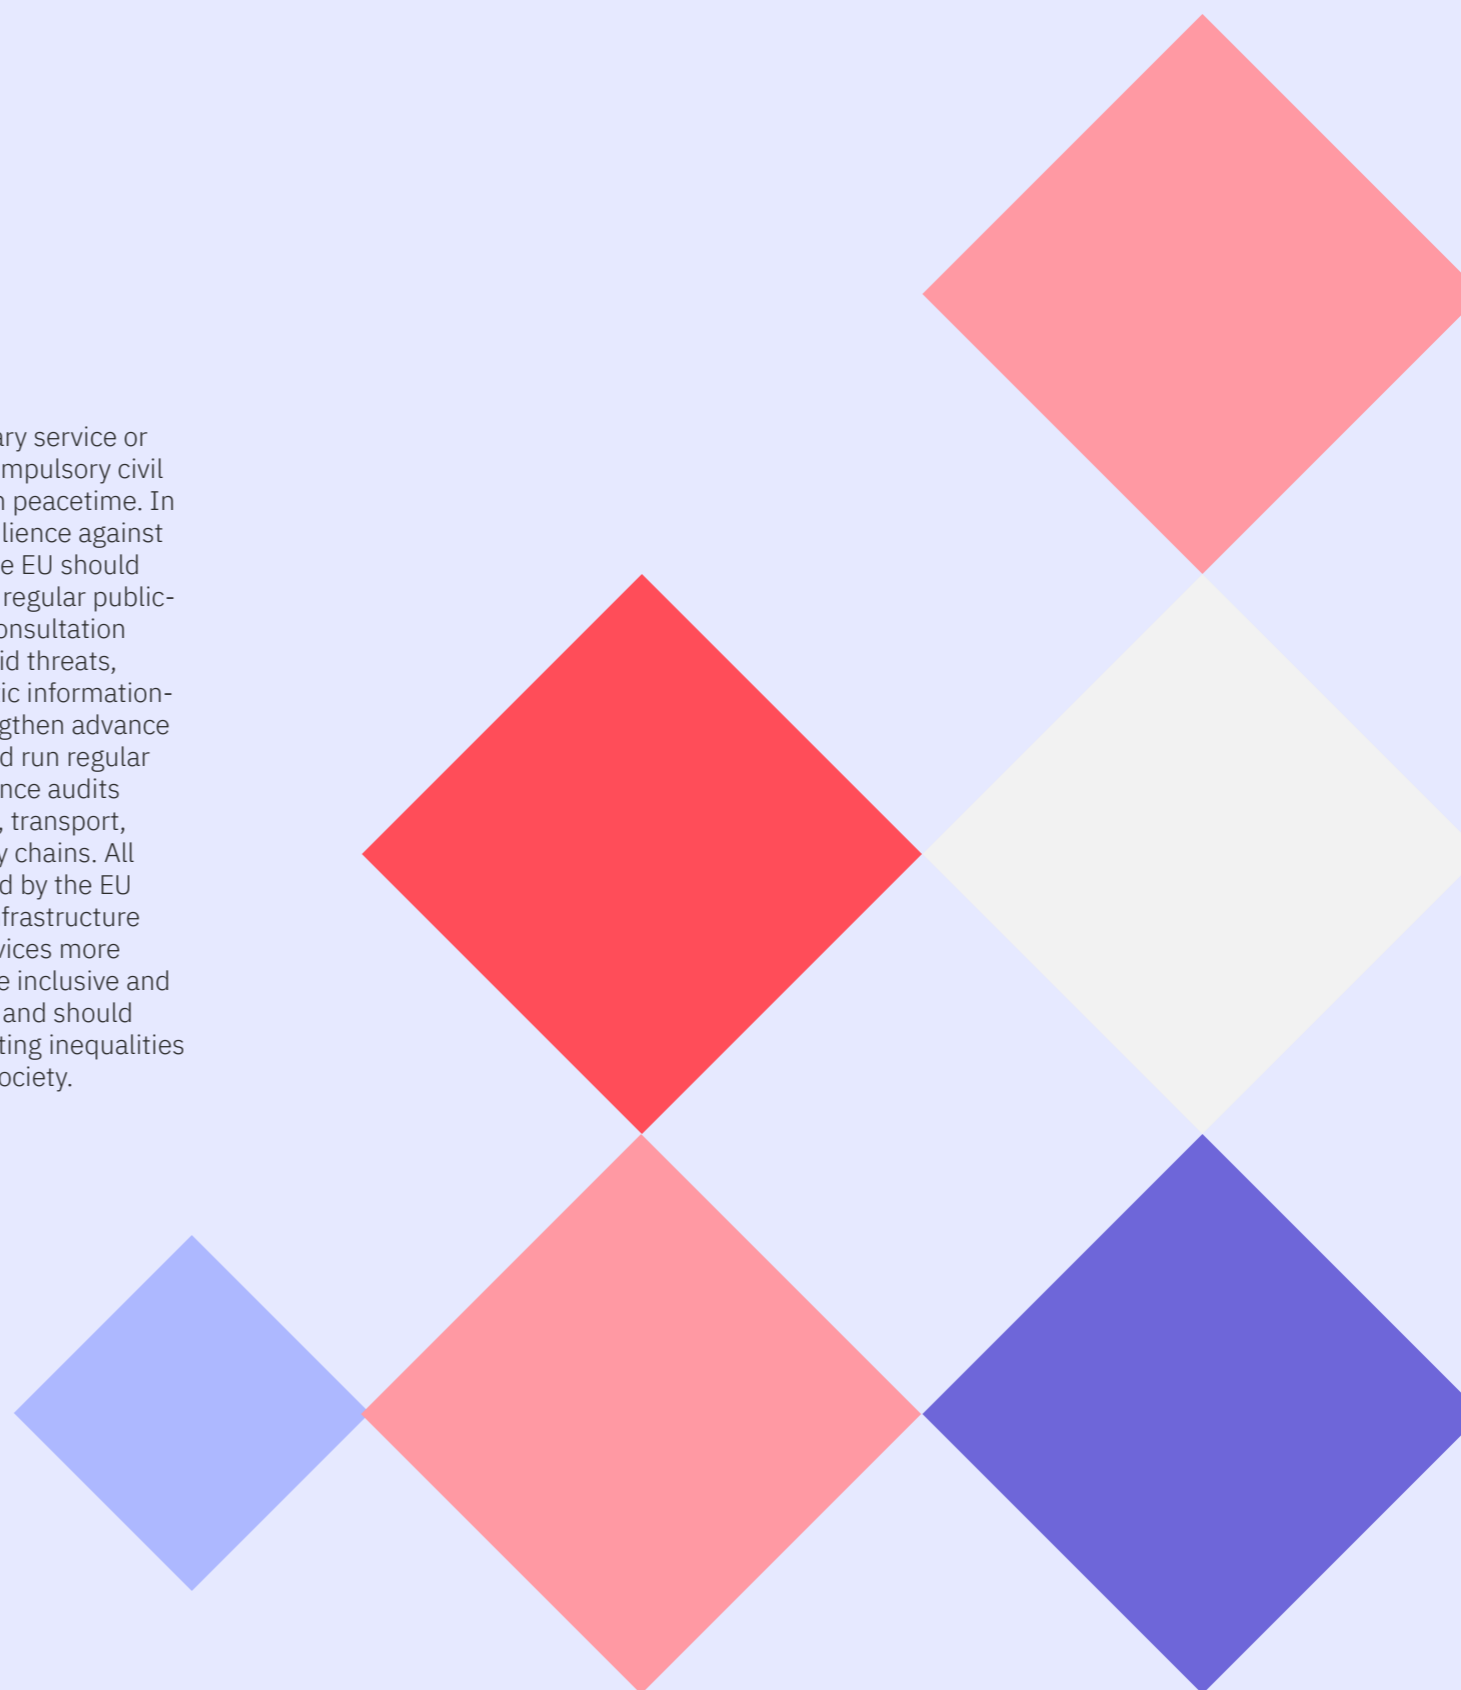 ary service or
mpulsory civil
n peacetime. In
lience against
e EU should
regular public-
onsultation
id threats,
ic information-
gthen advance
d run regular
nce audits
, transport,
y chains. All
d by the EU
frastructure
vices more
e inclusive and
and should
ting inequalities
ociety.